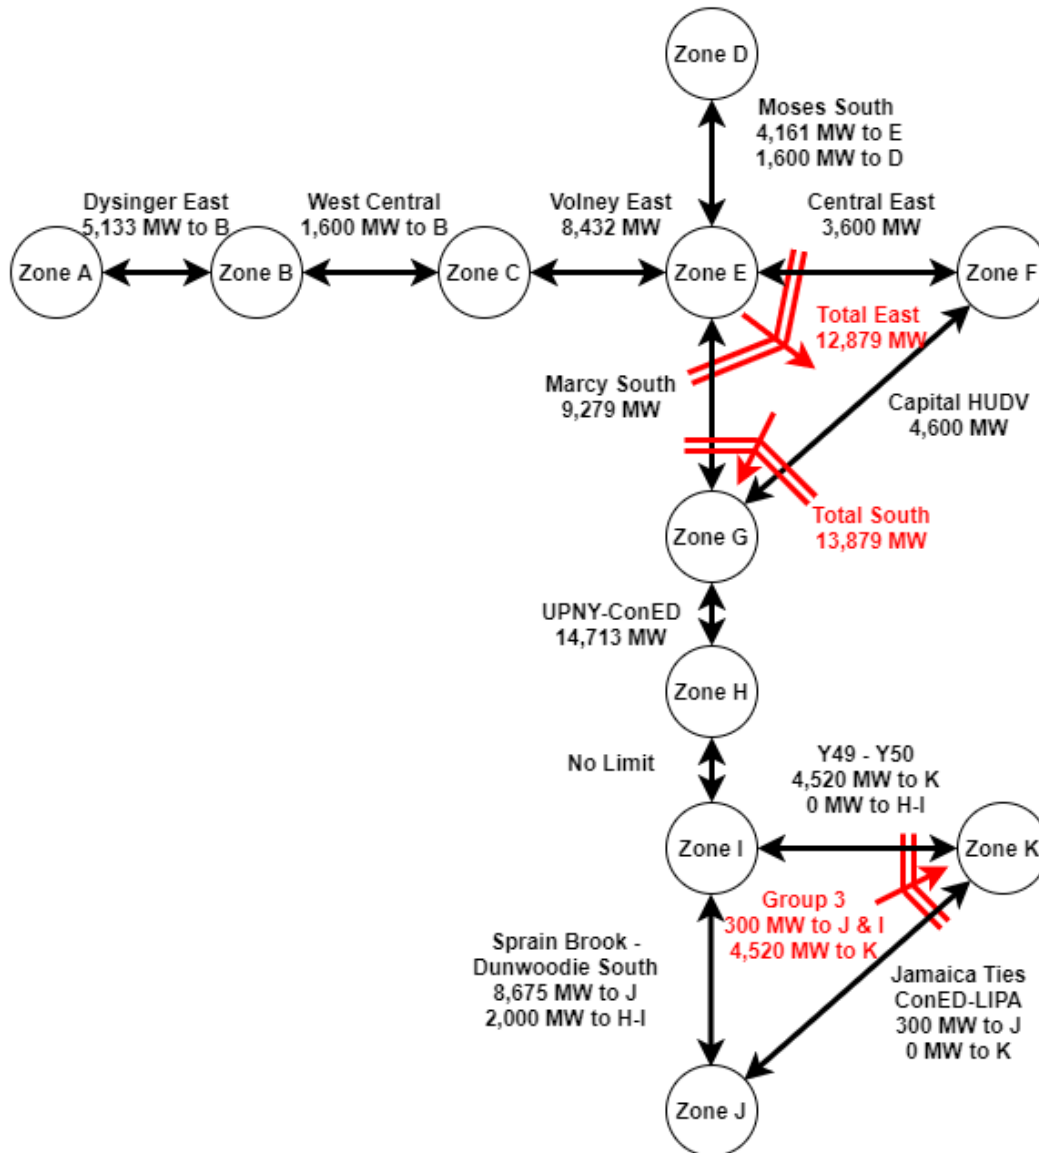 Zone D
Moses South
4,161 MW to E
1,600 MW to D
Dysinger East
5,133 MW to B
West Central
1,600 MW to B
Volney East
8,432 MW
Central East
3,600 MW
Zone A
Zone B
Zone C
Zone E
Zone F
Total East
12,879 MW
Marcy South
9,279 MW
Capital HUDV
4,600 MW
Total South
13,879 MW
Zone G
UPNY-ConED
14,713 MW
Zone H
No Limit
Y49 - Y50
4,520 MW to K
0 MW to H-I
Zone I
Zone K
Group 3
300 MW to J & I
4,520 MW to K
Sprain Brook -
Dunwoodie South
8,675 MW to J
2,000 MW to H-I
Jamaica Ties
ConED-LIPA
300 MW to J
0 MW to K
Zone J